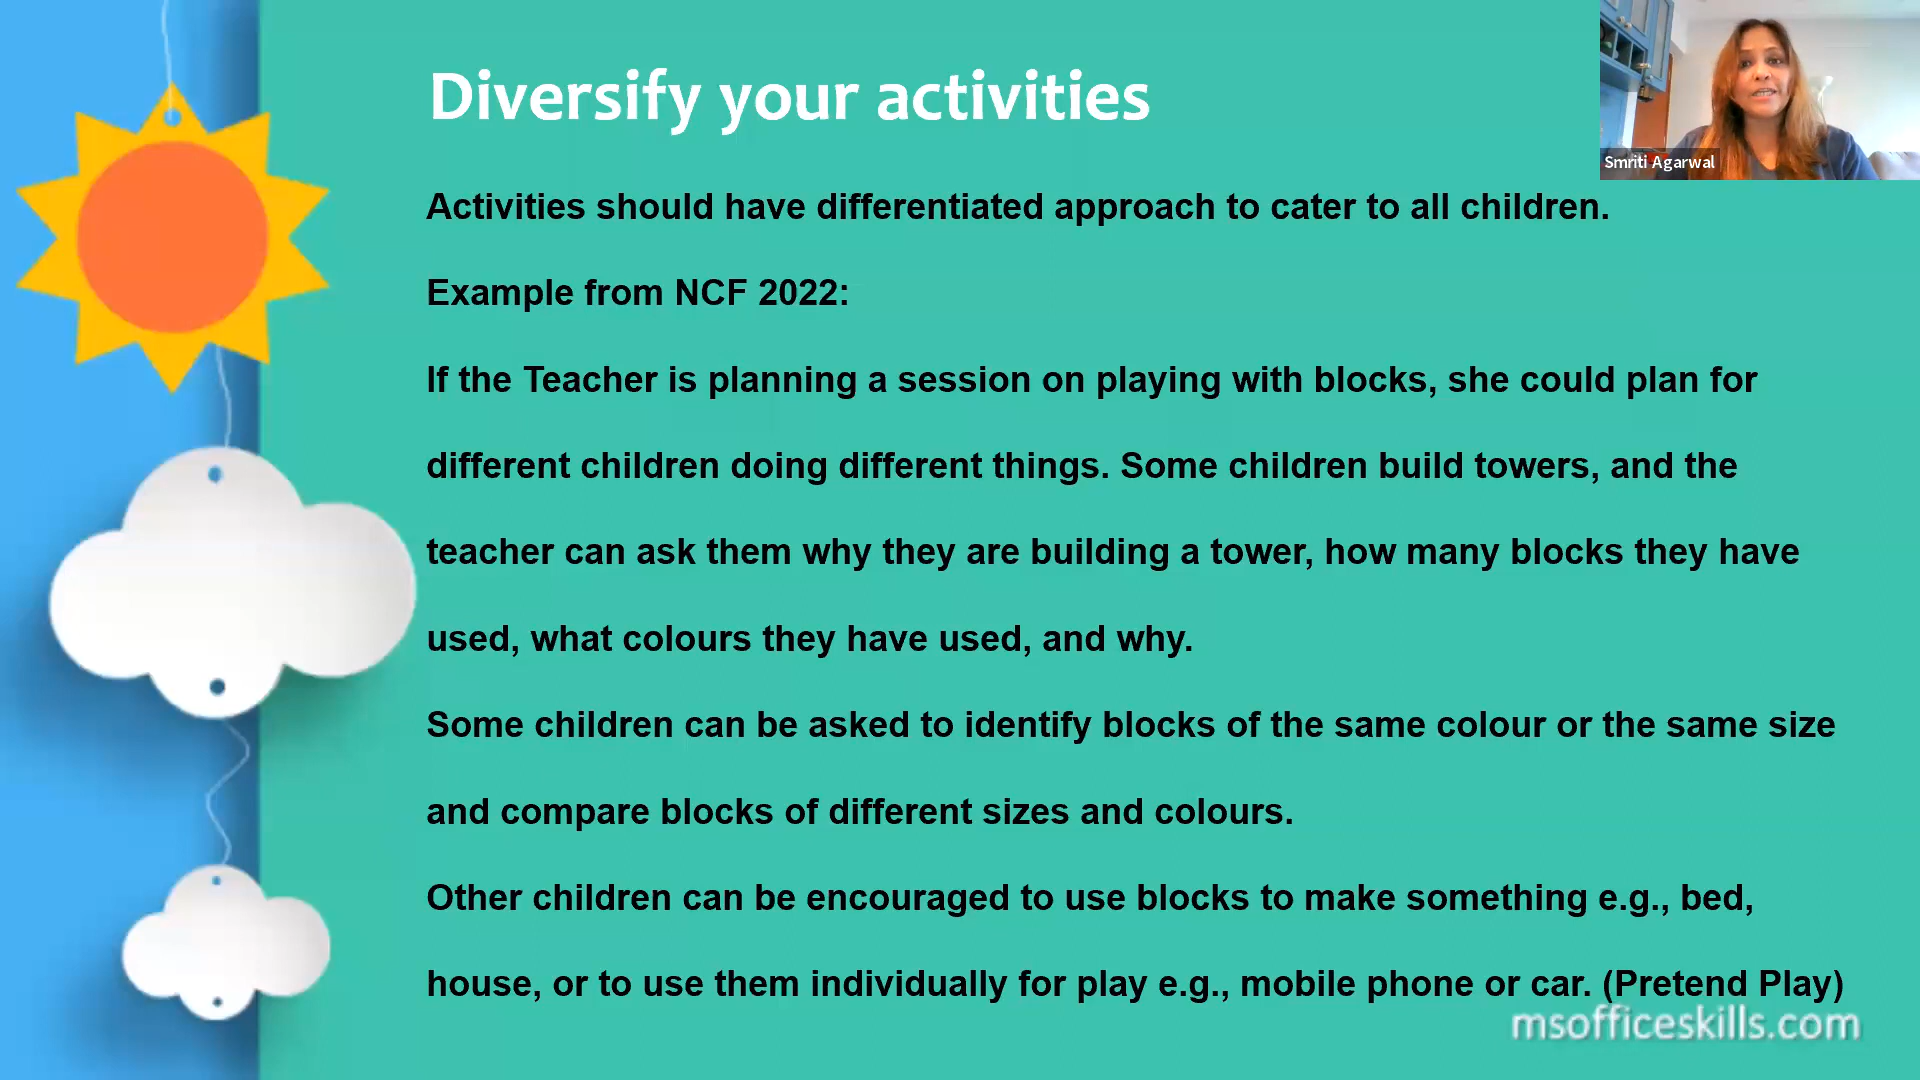 Diversify your activities
Smriti Agarwal
Activities should have differentiated approach to cater to all children.
Example from NCF 2022:
If the Teacher is planning a session on playing with blocks, she could plan for
different children doing different things. Some children build towers, and the
teacher can ask them why they are building a tower, how many blocks they have
used, what colours they have used, and why.
Some children can be asked to identify blocks of the same colour or the same size
and compare blocks of different sizes and colours.
Other children can be encouraged to use blocks to make something e.g., bed,
house, or to use them individually for play e.g., mobile phone or car. (Pretend Play)
msofficeskills.com